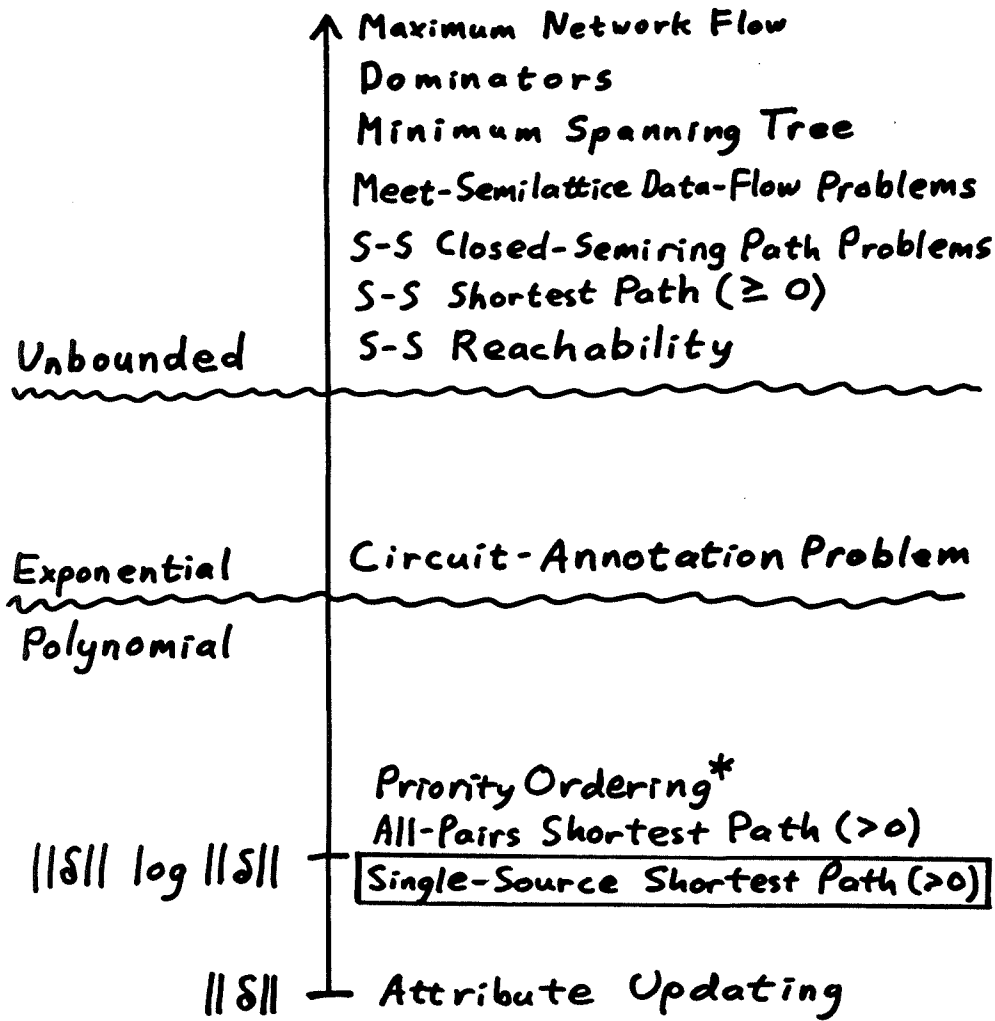 Maximum Network Flow
Dominators
Minimum Spanning Tree
Meet-Semilattice Data-Flow Problems
S-S Closed-Semiring Path Problems
S-S Shortest Path (≥ 0)
S-S Reachability
Unbounded
Circuit-Annotation Problem
Exponential
Polynomial
Priority Ordering*
All-Pairs Shortest Path (>0)
||δ|| log ||δ||
Single-Source Shortest Path (>0)
||δ||
Attribute Updating